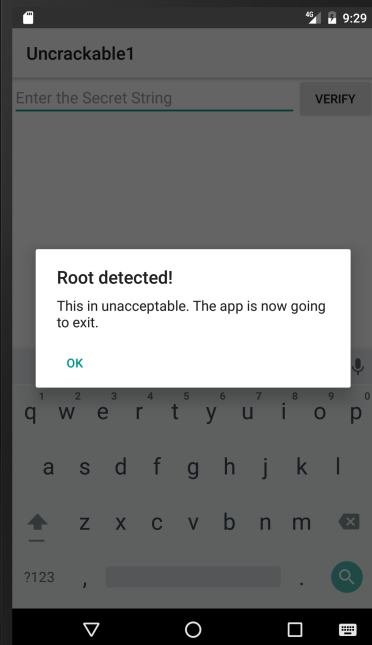 4G 9:29
Uncrackable1
Enter the Secret String VERIFY
Root detected!
This in unacceptable. The app is now going
to exit.
OK
1 2 3 4 5 6 7 8 9 0
q w e r t y u i o p
a s d f g h j k l
z x c v b n m
?123 , .